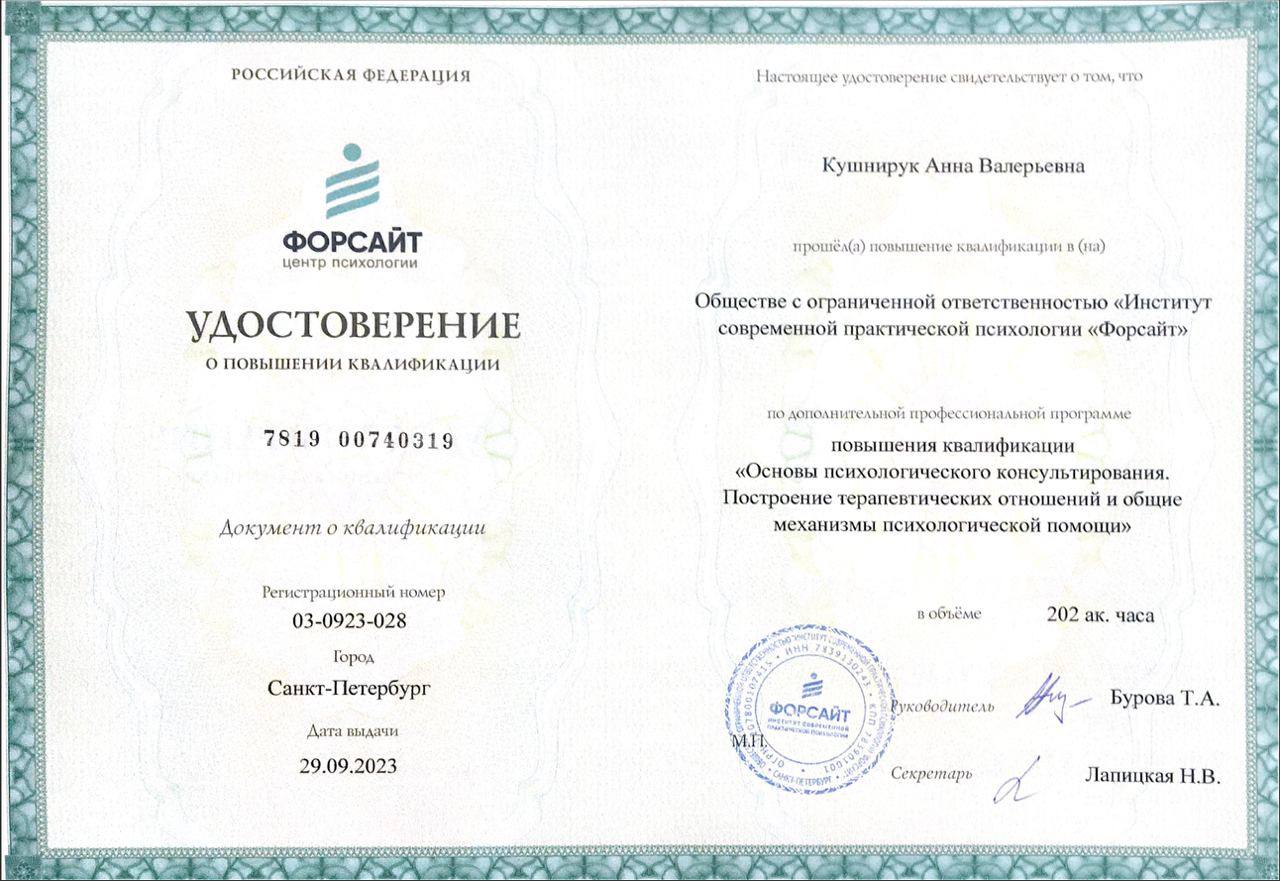 РОССИЙСКАЯ ФЕДЕРАЦИЯ
ФОРСАЙТ
центр психологии
УДОСТОВЕРЕНИЕ
О ПОВЫШЕНИИ КВАЛИФИКАЦИИ
7819 00740319
Документ о квалификации
Регистрационный номер
03-0923-028
Город
Санкт-Петербург
Дата выдачи
29.09.2023
Настоящее удостоверение свидетельствует о том, что
Кушнирук Анна Валерьевна
прошёл(а) повышение квалификации в (на)
Обществе с ограниченной ответственностью «Институт
современной практической психологии «Форсайт»
по дополнительной профессиональной программе
повышения квалификации
«Основы психологического консультирования.
Построение терапевтических отношений и общие
механизмы психологической помощи»
в объёме 202 ак. часа
Руководитель Бурова Т.А.
М.П.
Секретарь Лапицкая Н.В.
ФОРСАЙТ
ИНСТИТУТ СОВРЕМЕННОЙ
ПРАКТИЧЕСКОЙ ПСИХОЛОГИИ
ИНН 7839130243
САНКТ-ПЕТЕРБУРГ